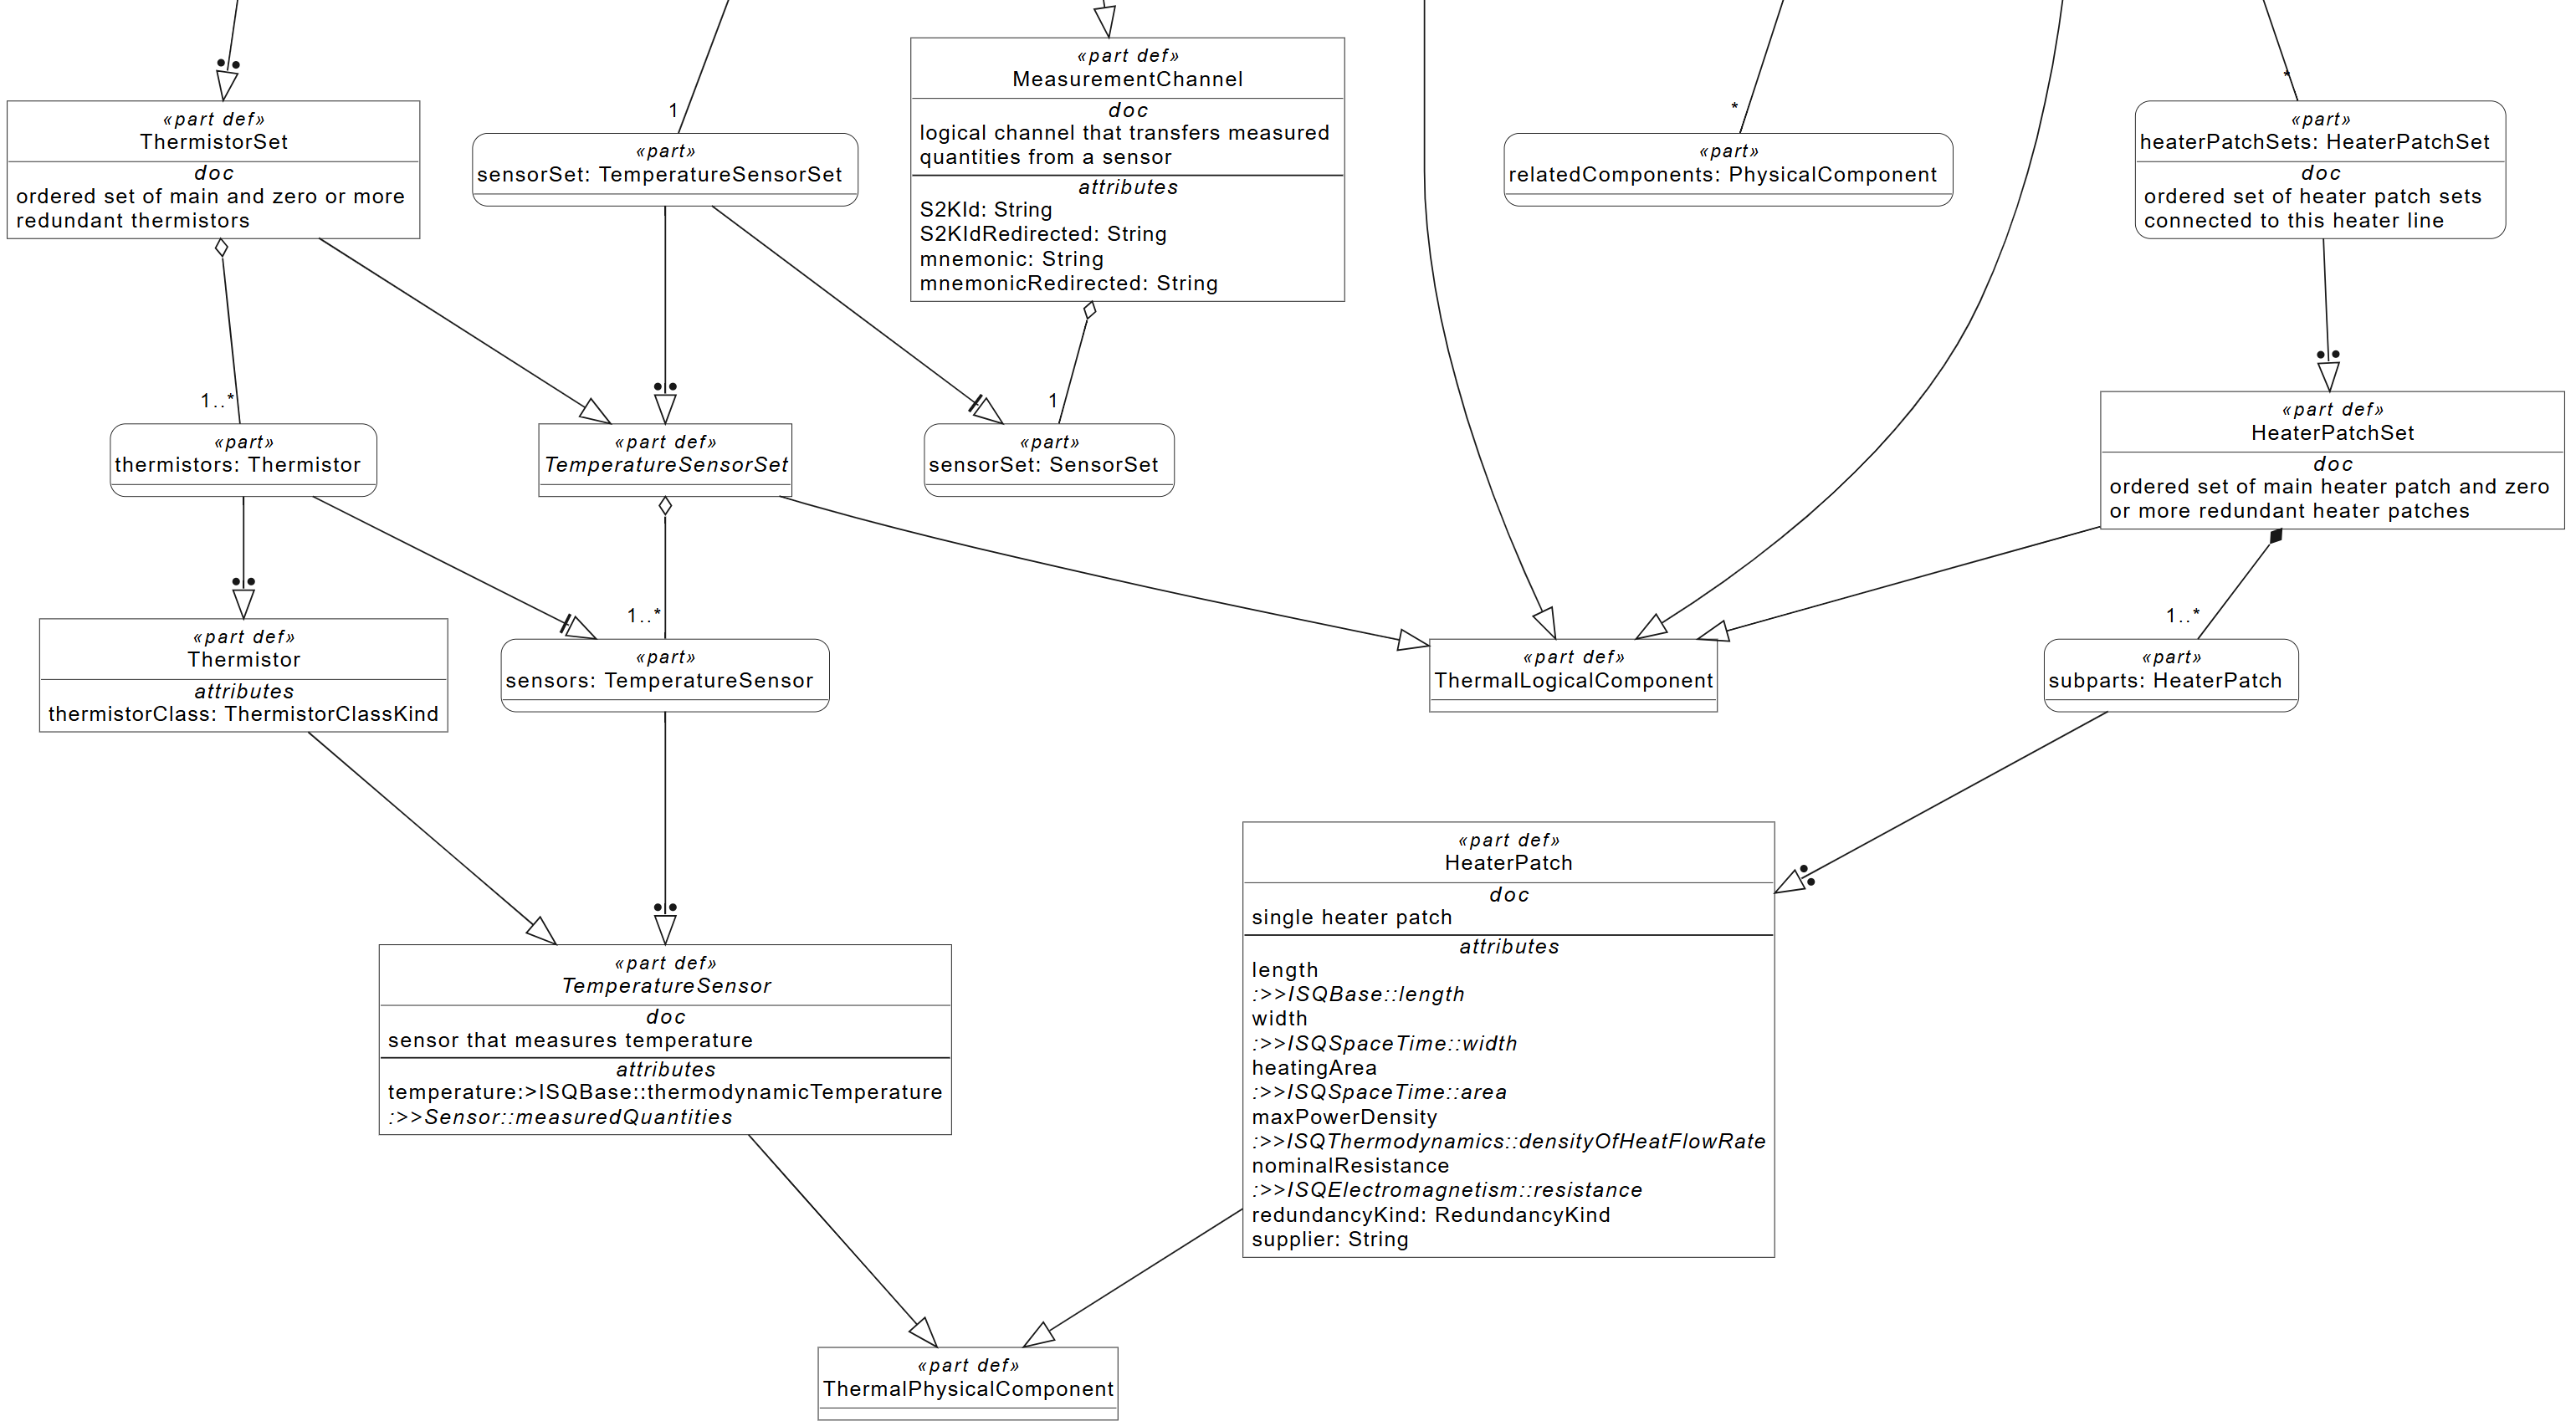 «part def»
ThermistorSet
doc
ordered set of main and zero or more
redundant thermistors
1
«part»
sensorSet: TemperatureSensorSet
«part def»
MeasurementChannel
doc
logical channel that transfers measured
quantities from a sensor
attributes
S2KId: String
S2KIdRedirected: String
mnemonic: String
mnemonicRedirected: String
*
«part»
relatedComponents: PhysicalComponent
*
«part»
heaterPatchSets: HeaterPatchSet
doc
ordered set of heater patch sets
connected to this heater line
1..*
«part»
thermistors: Thermistor
«part def»
TemperatureSensorSet
1
«part»
sensorSet: SensorSet
«part def»
HeaterPatchSet
doc
ordered set of main heater patch and zero
or more redundant heater patches
«part def»
Thermistor
attributes
thermistorClass: ThermistorClassKind
1..*
«part»
sensors: TemperatureSensor
«part def»
ThermalLogicalComponent
1..*
«part»
subparts: HeaterPatch
«part def»
TemperatureSensor
doc
sensor that measures temperature
attributes
temperature:>ISQBase::thermodynamicTemperature
:>>Sensor::measuredQuantities
«part def»
HeaterPatch
doc
single heater patch
attributes
length
:>>ISQBase::length
width
:>>ISQSpaceTime::width
heatingArea
:>>ISQSpaceTime::area
maxPowerDensity
:>>ISQThermodynamics::densityOfHeatFlowRate
nominalResistance
:>>ISQElectromagnetism::resistance
redundancyKind: RedundancyKind
supplier: String
«part def»
ThermalPhysicalComponent